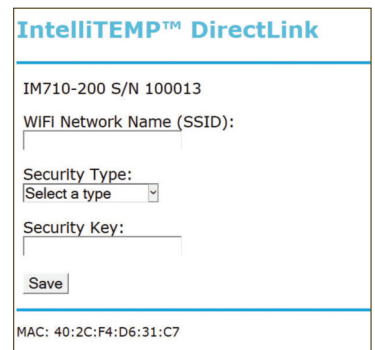 IntelliTEMP™ DirectLink
IM710-200 S/N 100013
WiFi Network Name (SSID):
Security Type:
Select a type
Security Key:
Save
MAC: 40:2C:F4:D6:31:C7